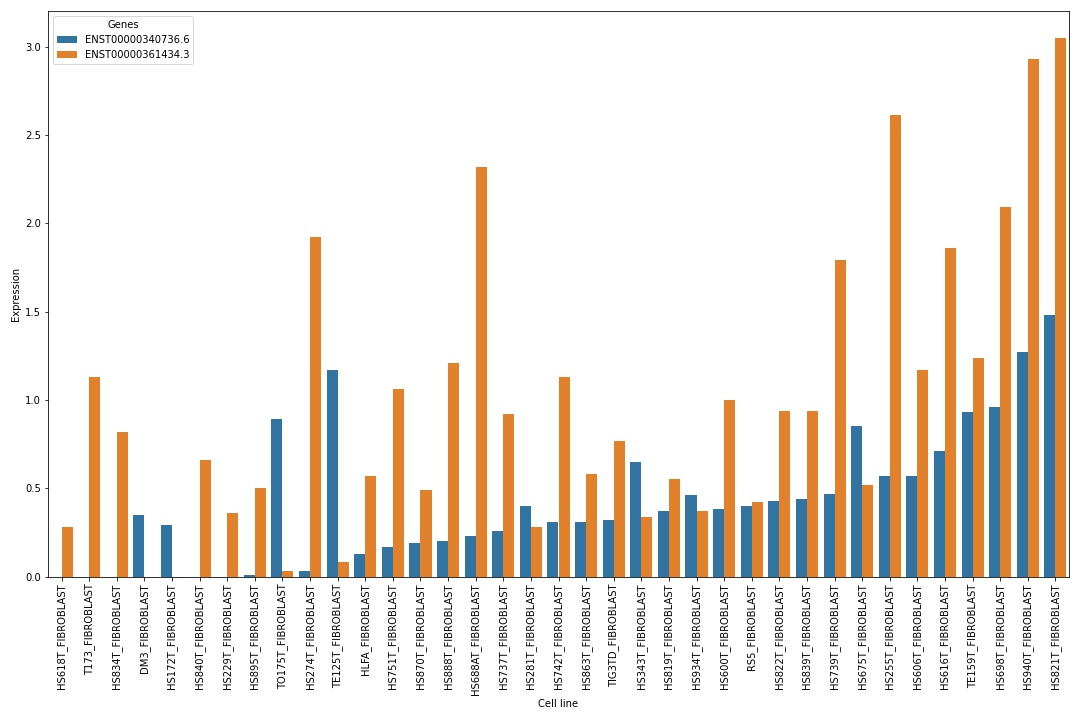 Genes
ENST00000340736.6
ENST00000361434.3
3.0
2.5
2.0
1.5
1.0
0.5
0.0
Expression
HS618T_FIBROBLAST
T173_FIBROBLAST
HS834T_FIBROBLAST
DM3_FIBROBLAST
HS172T_FIBROBLAST
HS840T_FIBROBLAST
HS229T_FIBROBLAST
HS895T_FIBROBLAST
TO175T_FIBROBLAST
HS274T_FIBROBLAST
TE125T_FIBROBLAST
HLFA_FIBROBLAST
HS751T_FIBROBLAST
HS870T_FIBROBLAST
HS888T_FIBROBLAST
HS688AT_FIBROBLAST
HS737T_FIBROBLAST
HS281T_FIBROBLAST
HS742T_FIBROBLAST
HS863T_FIBROBLAST
TIG3TD_FIBROBLAST
HS343T_FIBROBLAST
HS819T_FIBROBLAST
HS934T_FIBROBLAST
HS600T_FIBROBLAST
RS5_FIBROBLAST
HS822T_FIBROBLAST
HS839T_FIBROBLAST
HS739T_FIBROBLAST
HS675T_FIBROBLAST
HS255T_FIBROBLAST
HS606T_FIBROBLAST
HS616T_FIBROBLAST
TE159T_FIBROBLAST
HS698T_FIBROBLAST
HS940T_FIBROBLAST
HS821T_FIBROBLAST
Cell line